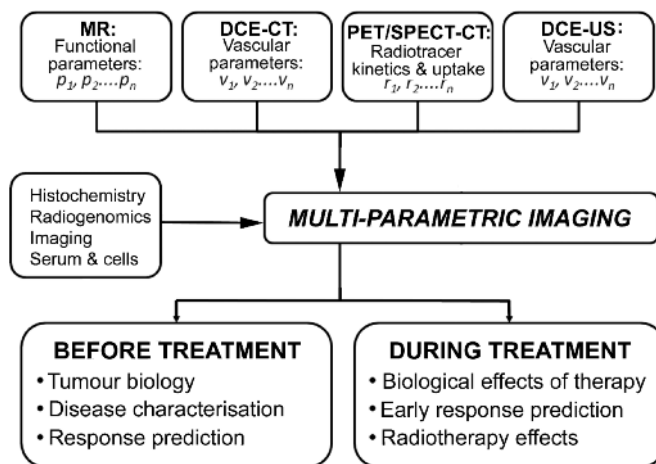 MR:
Functional
parameters:
p1, p2....pn
DCE-CT:
Vascular
parameters:
v1, v2....vn
PET/SPECT-CT:
Radiotracer
kinetics & uptake
r1, r2....rn
DCE-US:
Vascular
parameters:
v1, v2....vn
Histochemistry
Radiogenomics
Imaging
Serum & cells
MULTI-PARAMETRIC IMAGING
BEFORE TREATMENT
• Tumour biology
• Disease characterisation
• Response prediction
DURING TREATMENT
• Biological effects of therapy
• Early response prediction
• Radiotherapy effects